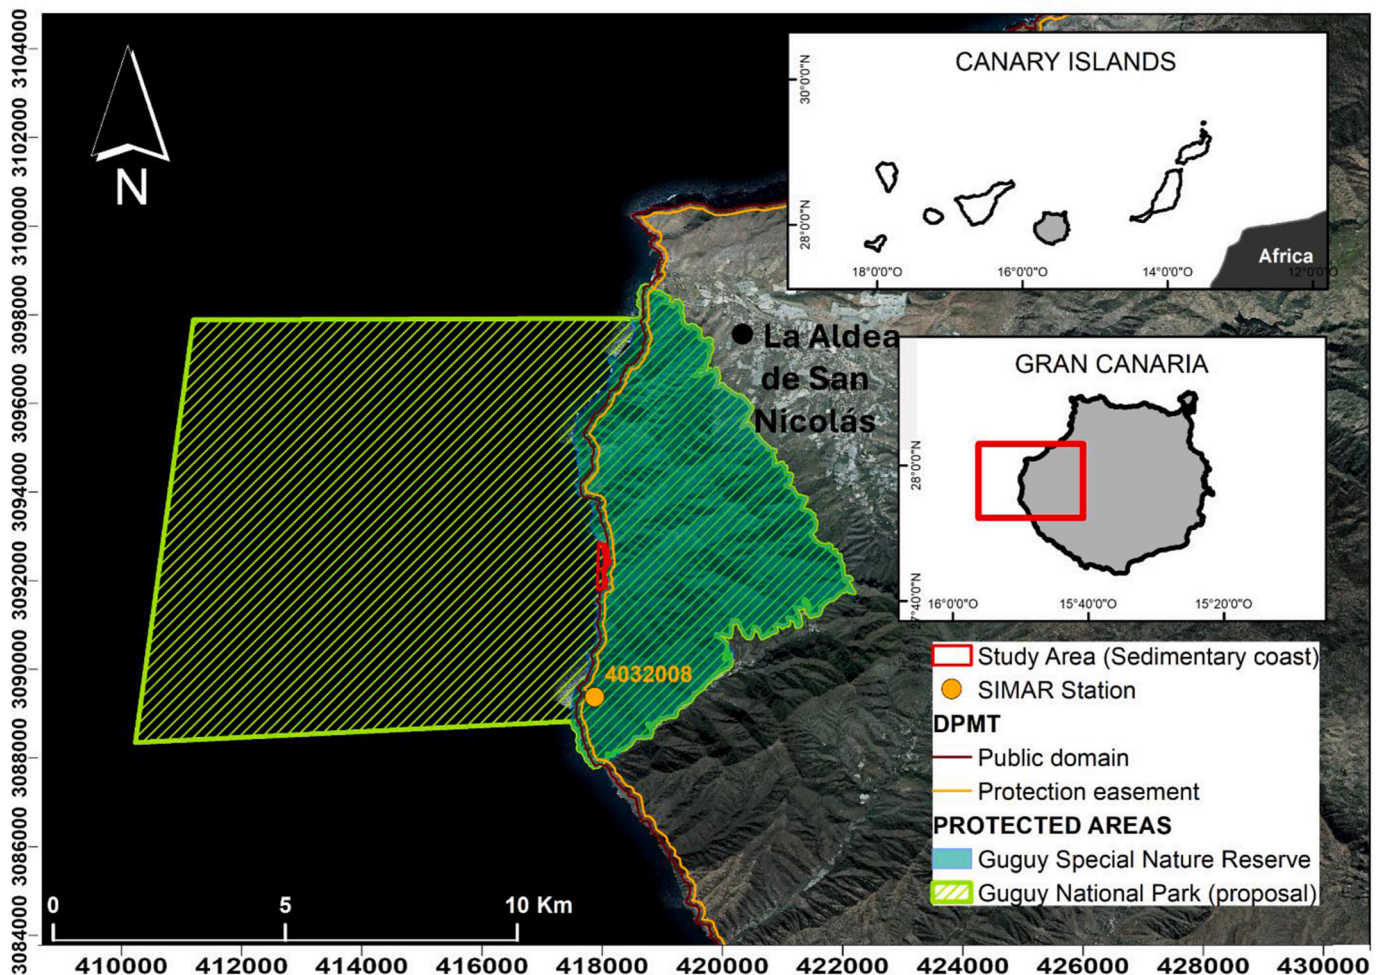 3104000
3102000
3100000
3098000
3096000
3094000
3092000
3090000
3088000
3086000
3084000
N
CANARY ISLANDS
30°0'0"N
28°0'0"N
18°0'0"O
16°0'0"O
14°0'0"O
12°0'0"O
Africa
La Aldea
de San
Nicolás
GRAN CANARIA
28°0'0"N
27°40'0"N
16°0'0"O
15°40'0"O
15°20'0"O
4032008
Study Area (Sedimentary coast)
SIMAR Station
DPMT
Public domain
Protection easement
PROTECTED AREAS
Guguy Special Nature Reserve
Guguy National Park (proposal)
0 5 10 Km
410000 412000 414000 416000 418000 420000 422000 424000 426000 428000 430000